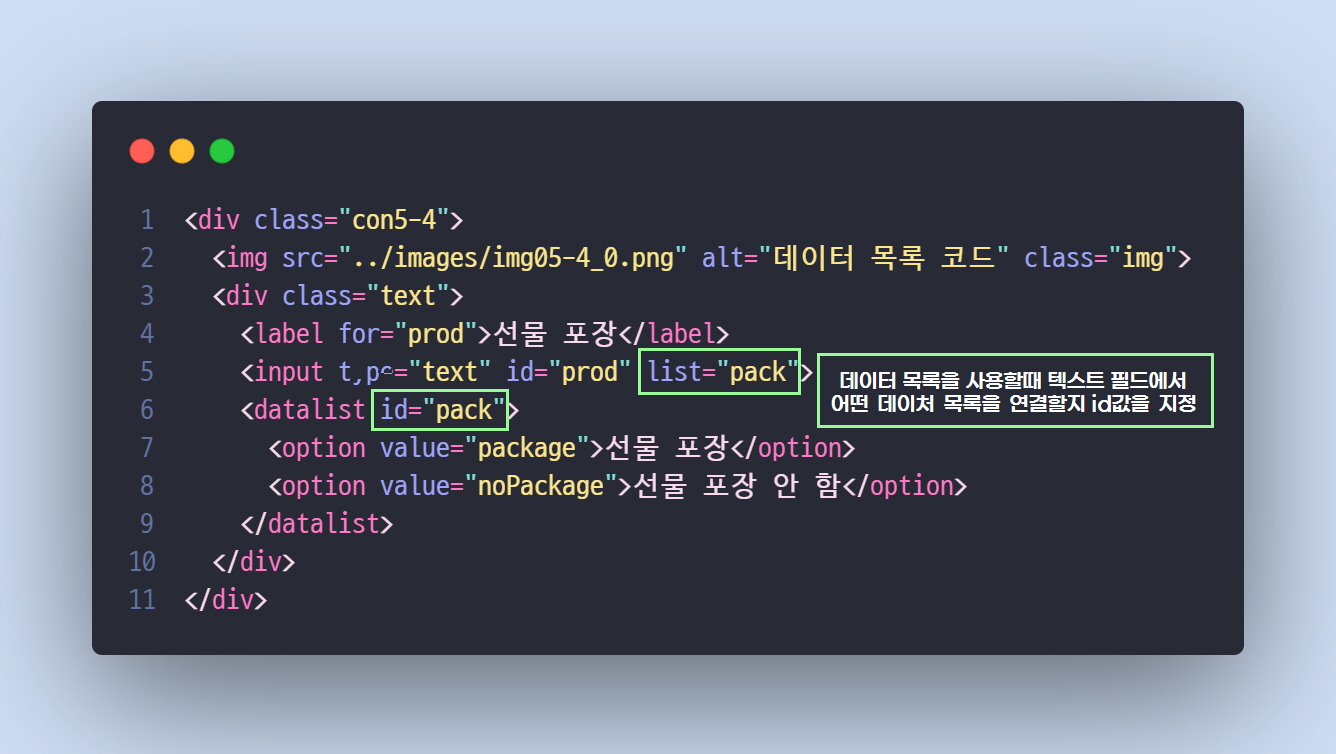 1 <div class="con5-4">
2 <img src="../images/img05-4_0.png" alt="데이터 목록 코드" class="img">
3 <div class="text">
4 <label for="prod">선물 포장</label>
5 <input type="text" id="prod" list="pack">
데이터 목록을 사용할때 텍스트 필드에서
어떤 데이처 목록을 연결할지 id값을 지정
6 <datalist id="pack">
7 <option value="package">선물 포장</option>
8 <option value="noPackage">선물 포장 안 함</option>
9 </datalist>
10 </div>
11 </div>